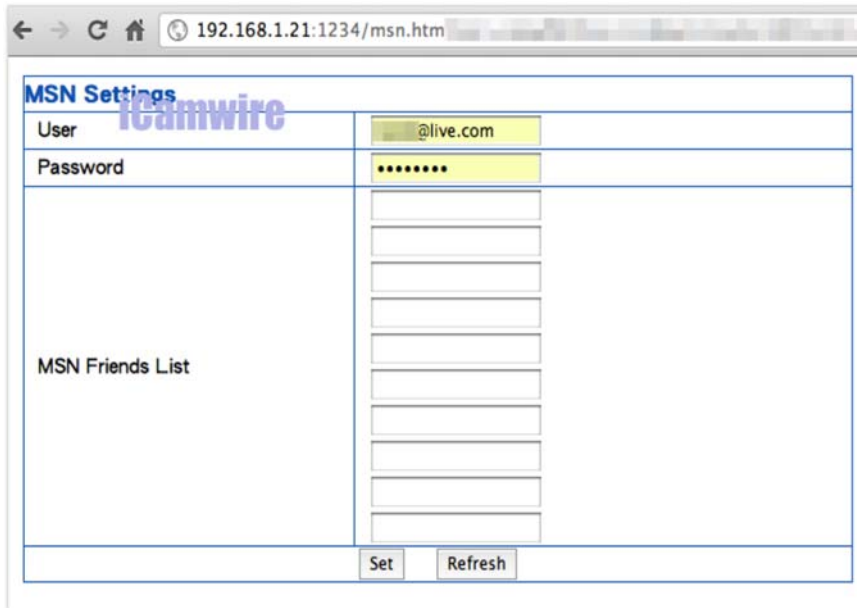 192.168.1.21:1234/msn.htm
MSN Settings
iCamwire
User
@live.com
Password
••••••••
MSN Friends List
Set
Refresh